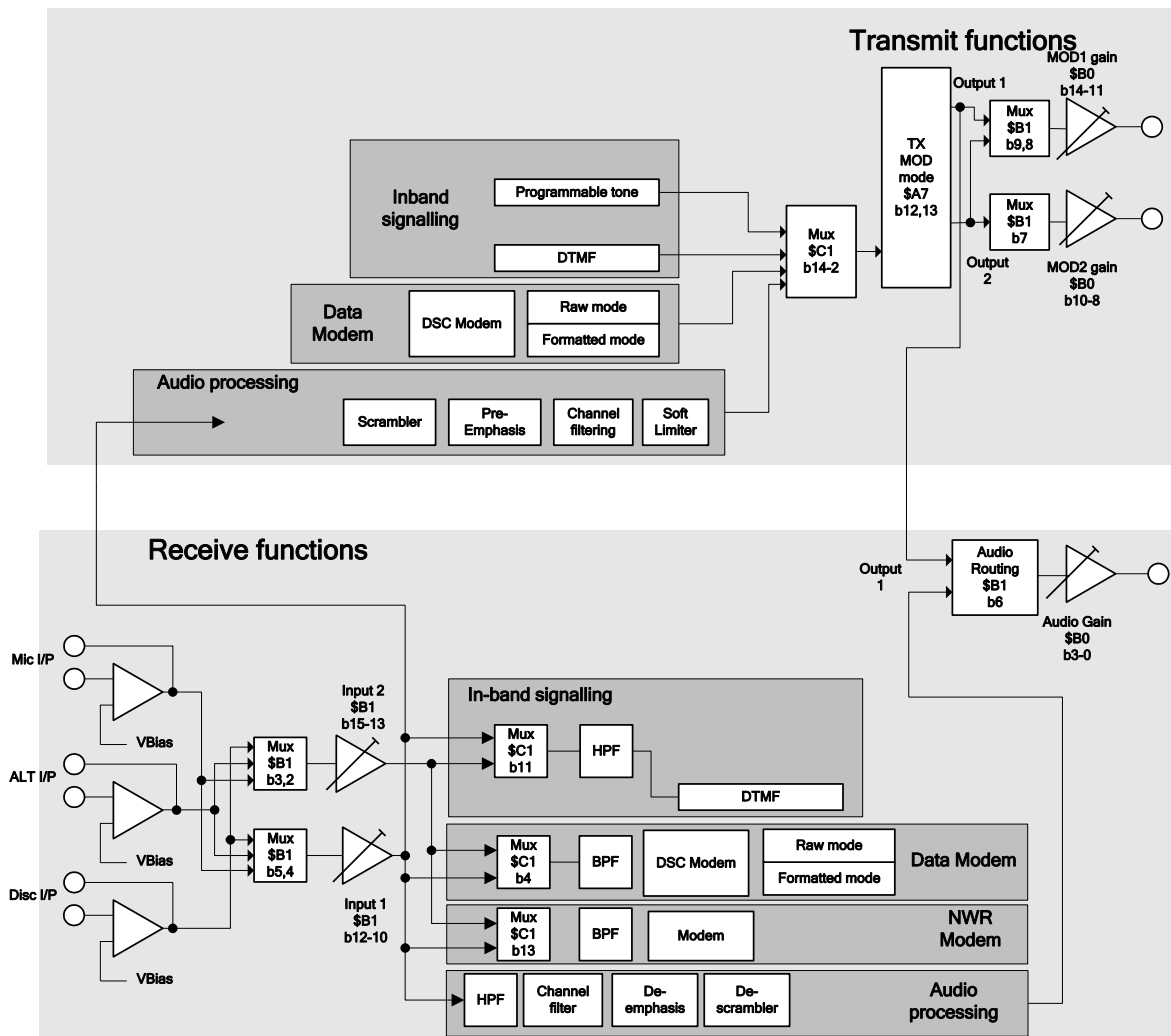 Transmit functions
MOD1 gain
$B0
b14-11
Output 1
Mux
$B1
b9,8
TX
MOD
mode
$A7
b12,13
Inband
signalling
Programmable tone
DTMF
Mux
$C1
b14-2
Mux
$B1
b7
Output
2
MOD2 gain
$B0
b10-8
Data
Modem
DSC Modem
Raw mode
Formatted mode
Audio processing
Scrambler
Pre-
Emphasis
Channel
filtering
Soft
Limiter
Receive functions
Output
1
Audio
Routing
$B1
b6
Audio Gain
$B0
b3-0
Mic I/P
VBias
ALT I/P
VBias
Disc I/P
VBias
Mux
$B1
b3,2
Input 2
$B1
b15-13
Mux
$B1
b5,4
Input 1
$B1
b12-10
In-band signalling
Mux
$C1
b11
HPF
DTMF
Mux
$C1
b4
BPF
DSC Modem
Raw mode
Formatted mode
Data Modem
Mux
$C1
b13
BPF
Modem
NWR
Modem
HPF
Channel
filter
De-
emphasis
De-
scrambler
Audio
processing